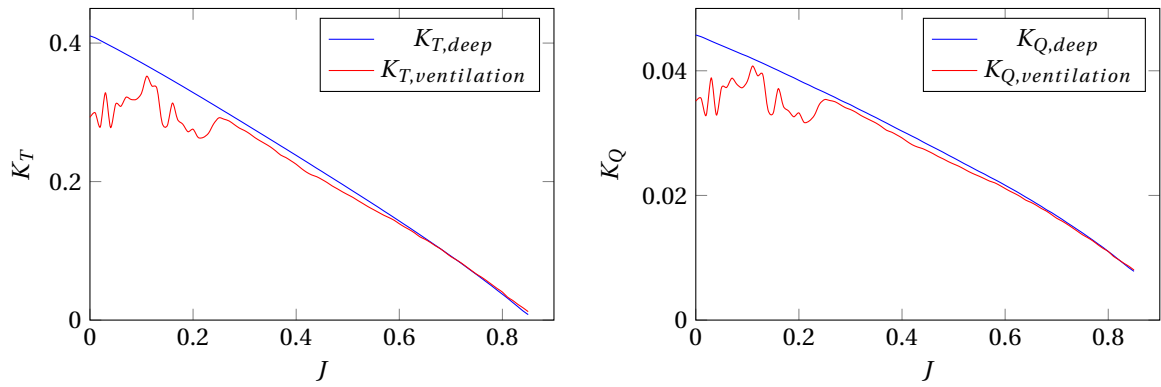 0.4
0.2
0
K_T
0 0.2 0.4 0.6 0.8
J
K_{T,deep}
K_{T,ventilation}
0.04
0.02
0
K_Q
0 0.2 0.4 0.6 0.8
J
K_{Q,deep}
K_{Q,ventilation}